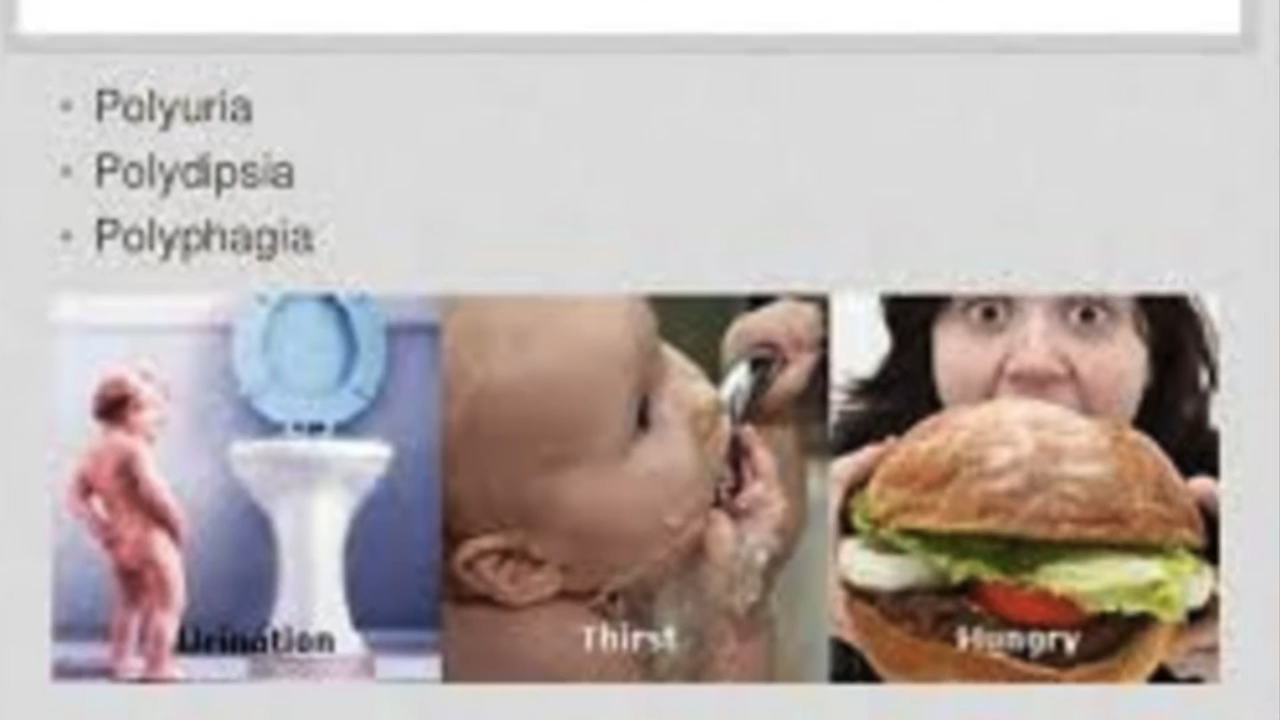 • Polyuria
• Polydipsia
• Polyphagia
Urination
Thirst
Hungry